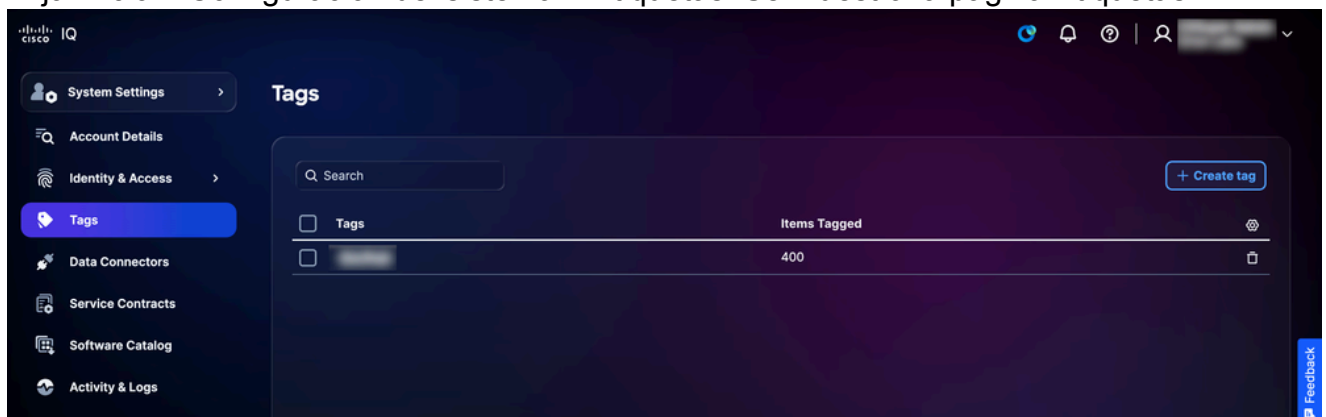 cisco IQ
System Settings
Tags
Account Details
Identity & Access
Search
+ Create tag
Tags
Tags
Items Tagged
400
Data Connectors
Service Contracts
Software Catalog
Activity & Logs
Feedback